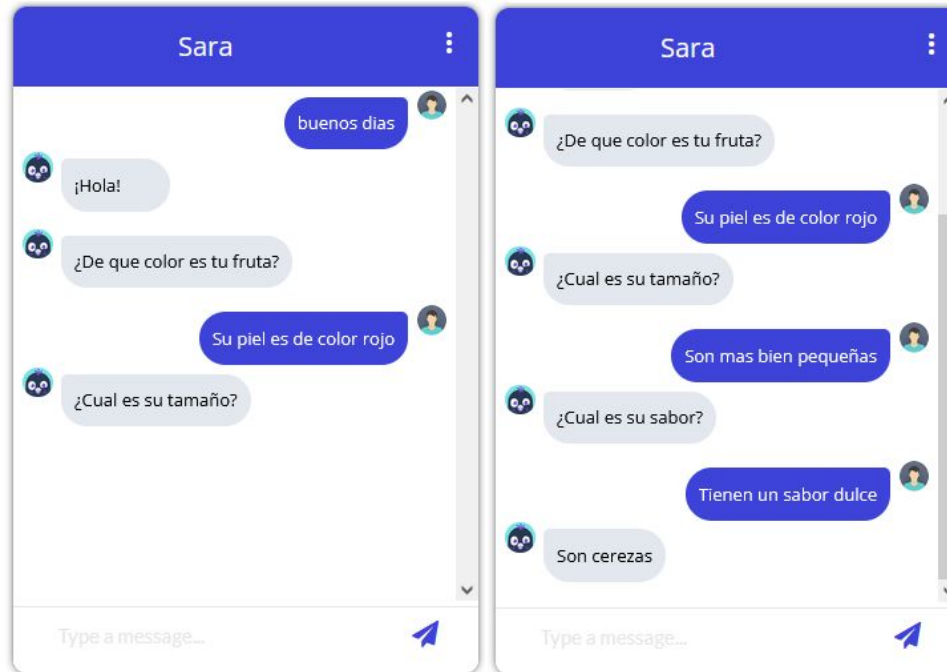 Sara
buenos dias
¡Hola!
¿De que color es tu fruta?
Su piel es de color rojo
¿Cual es su tamaño?
Type a message...
Sara
¿De que color es tu fruta?
Su piel es de color rojo
¿Cual es su tamaño?
Son mas bien pequeñas
¿Cual es su sabor?
Tienen un sabor dulce
Son cerezas
Type a message...